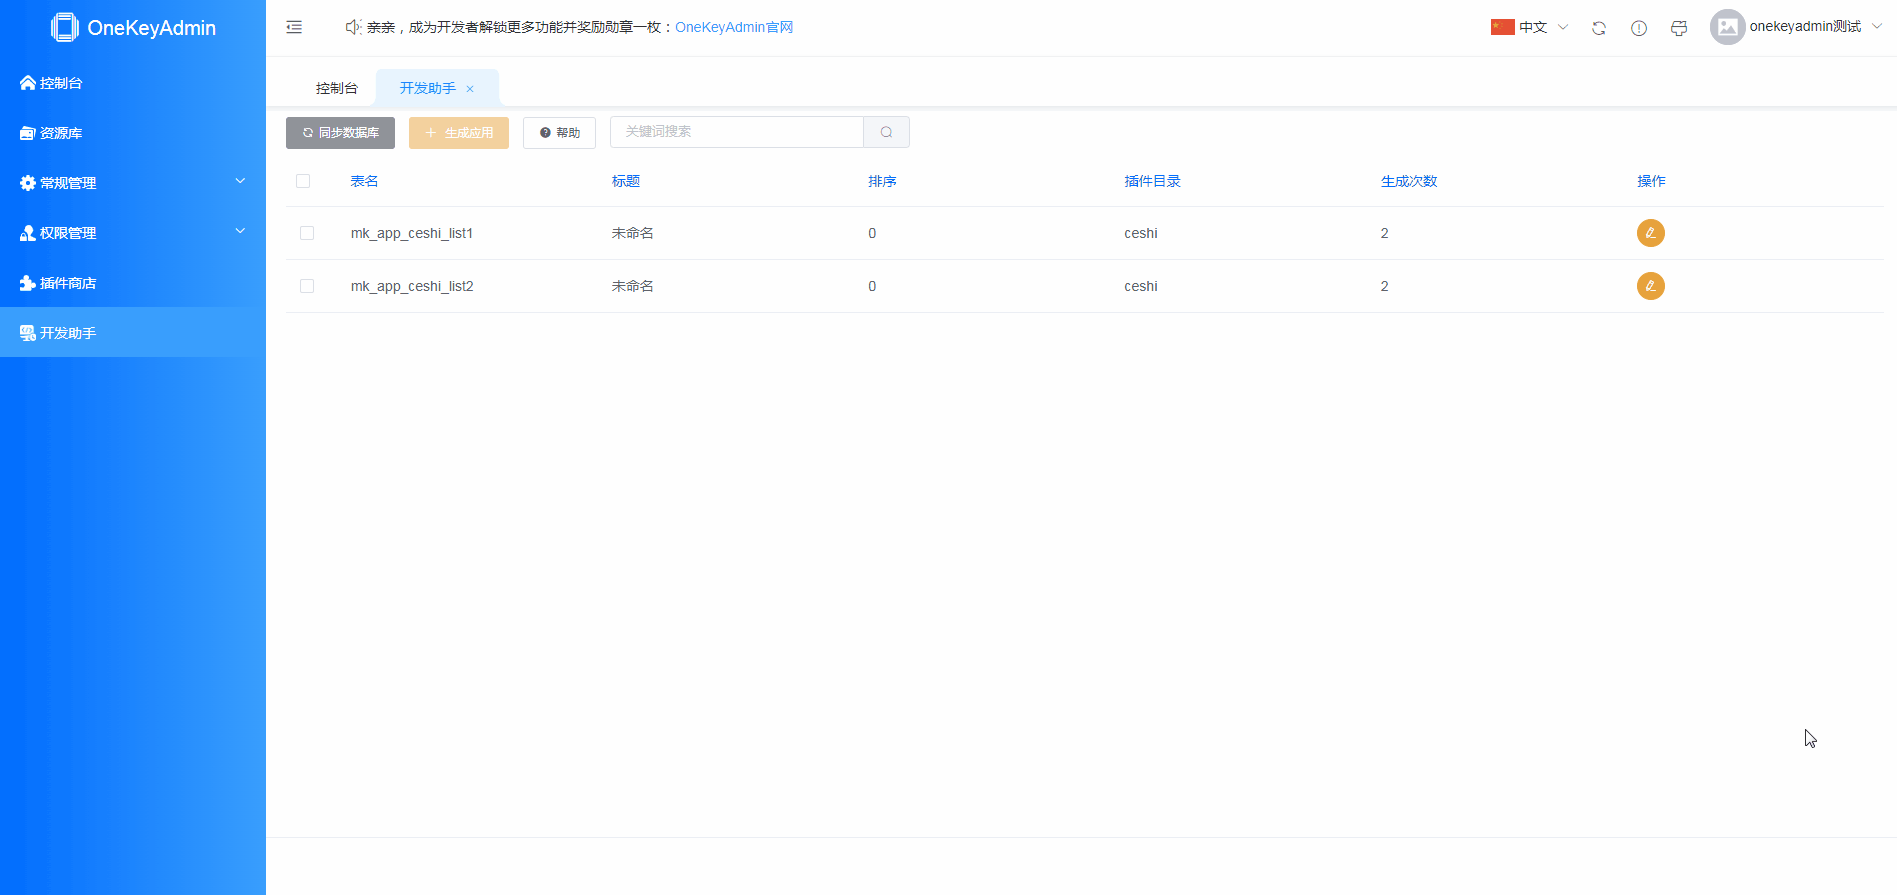 OneKeyAdmin
亲亲，成为开发者解锁更多功能并奖励勋章一枚：OneKeyAdmin官网
中文
onekeyadmin测试
控制台
资源库
常规管理
权限管理
插件商店
开发助手
控制台
开发助手 ×
同步数据库
生成应用
帮助
关键词搜索
表名 标题 排序 插件目录 生成次数 操作
mk_app_ceshi_list1 未命名 0 ceshi 2
mk_app_ceshi_list2 未命名 0 ceshi 2